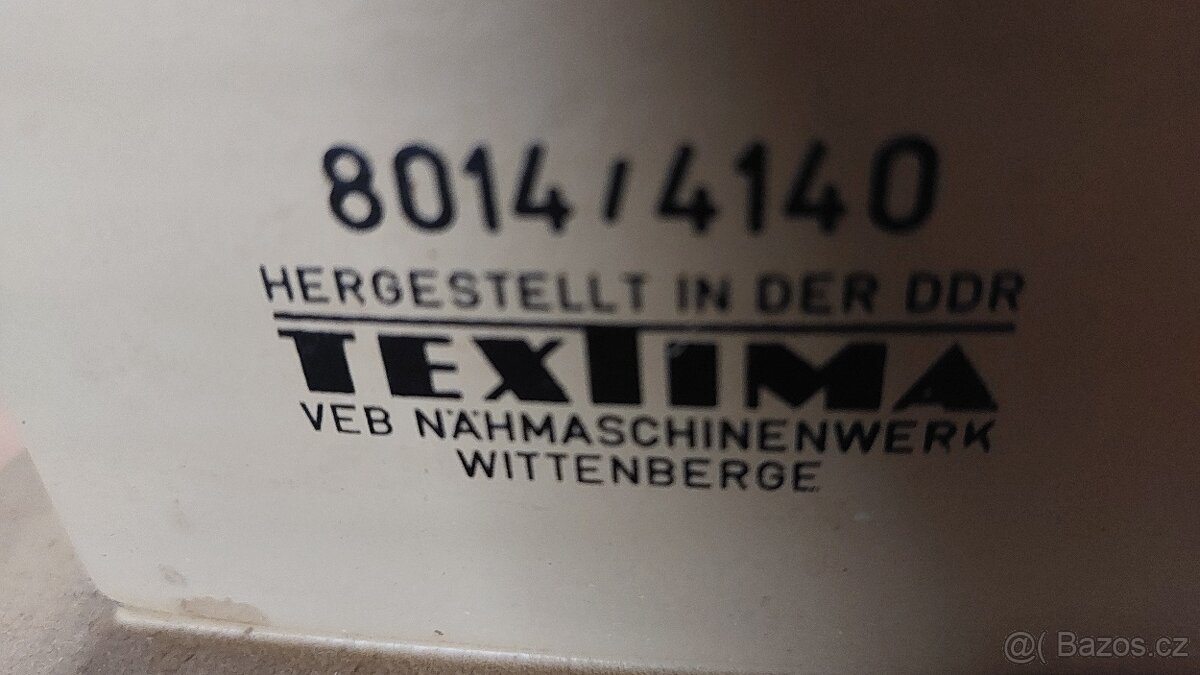 8014/4140
HERGESTELLT IN DER DDR
TEXTIMA
VEB NÄHMASCHINENWERK
WITTENBERGE
@( Bazos.cz